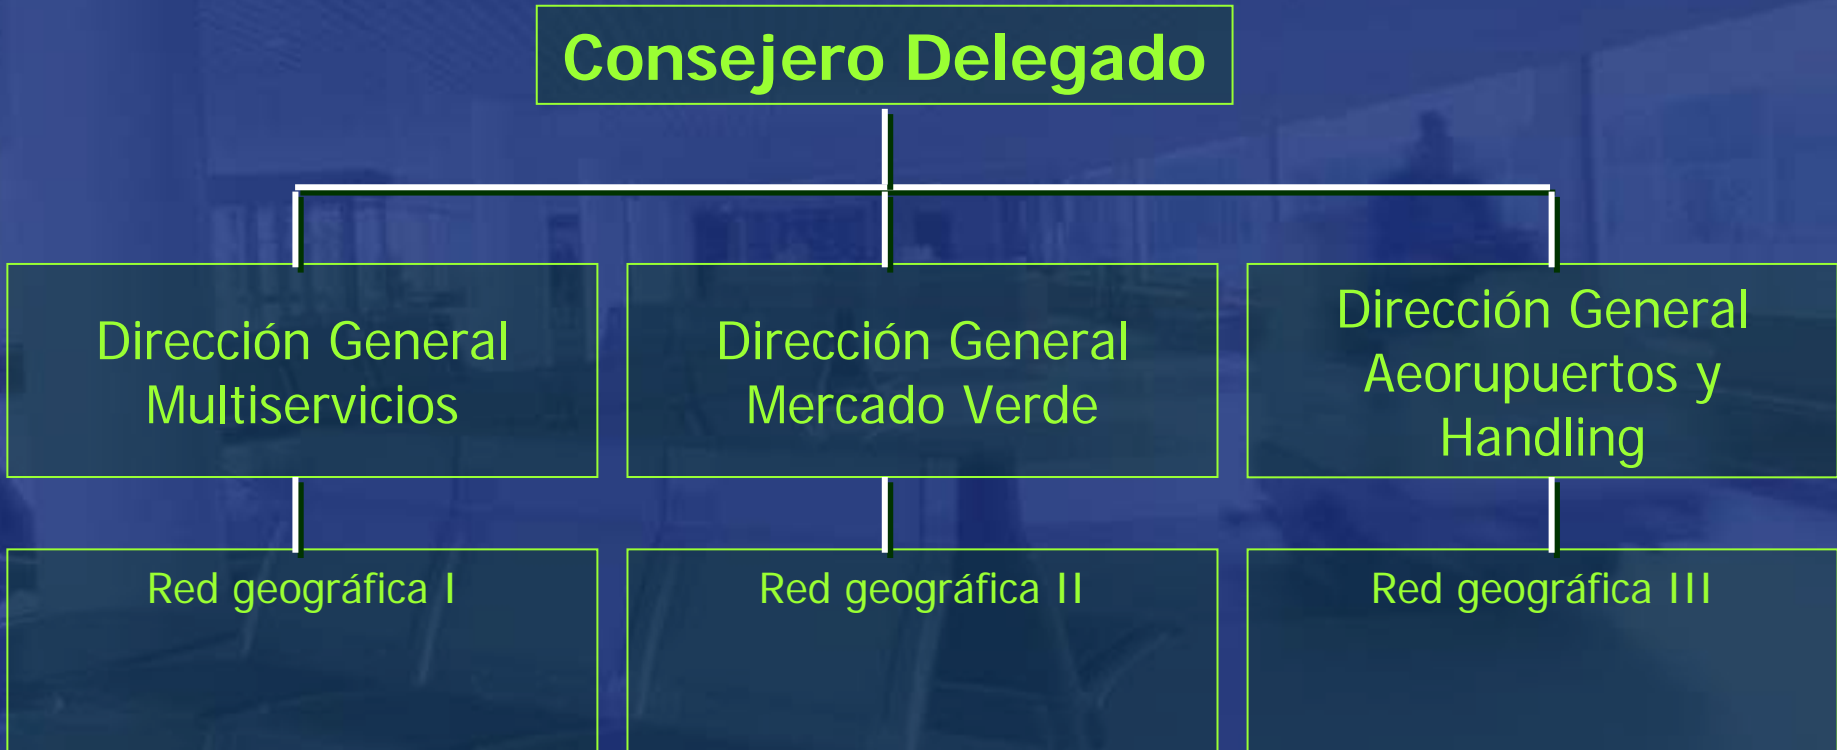 Consejero Delegado
Dirección General
Multiservicios
Dirección General
Mercado Verde
Dirección General
Aeorupuertos y
Handling
Red geográfica I
Red geográfica II
Red geográfica III